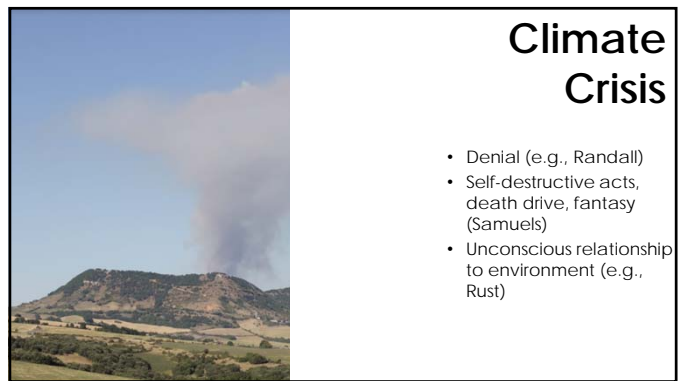 Climate
Crisis
• Denial (e.g., Randall)
• Self-destructive acts,
death drive, fantasy
(Samuels)
• Unconscious relationship
to environment (e.g.,
Rust)